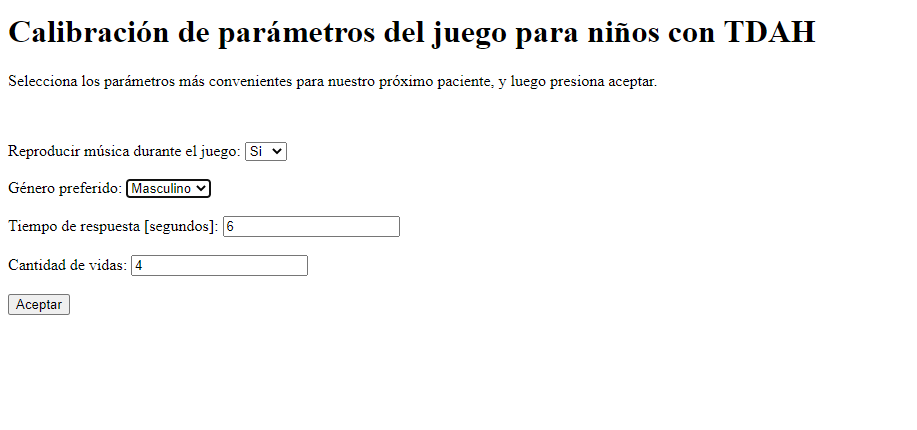 Calibración de parámetros del juego para niños con TDAH
Selecciona los parámetros más convenientes para nuestro próximo paciente, y luego presiona aceptar.
Reproducir música durante el juego: Si
Género preferido: Masculino
Tiempo de respuesta [segundos]: 6
Cantidad de vidas: 4
Aceptar